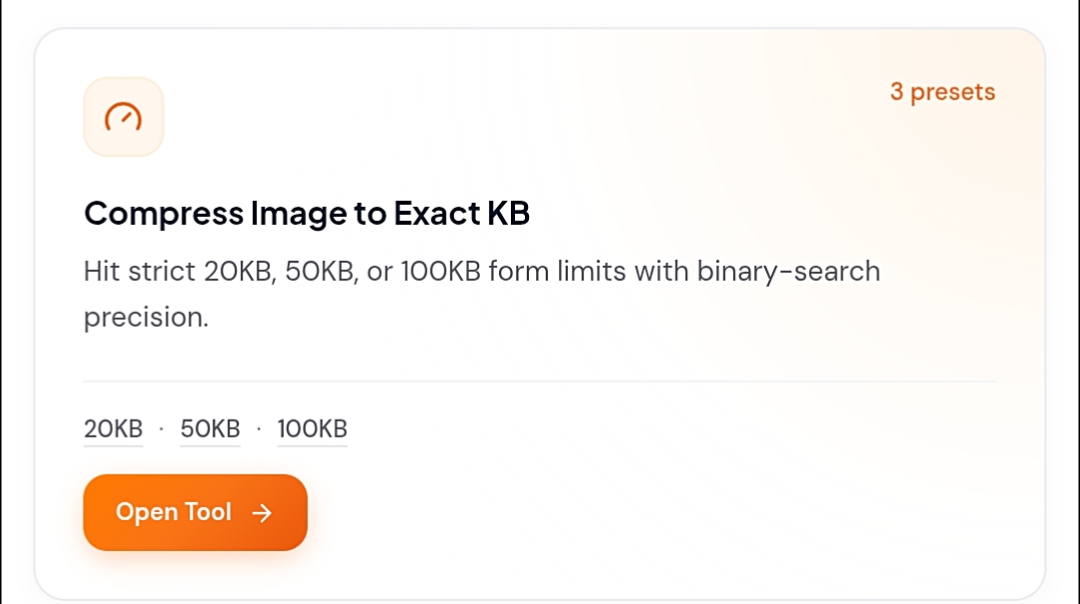 3 presets
Compress Image to Exact KB
Hit strict 20KB, 50KB, or 100KB form limits with binary-search
precision.
20KB · 50KB · 100KB
Open Tool →